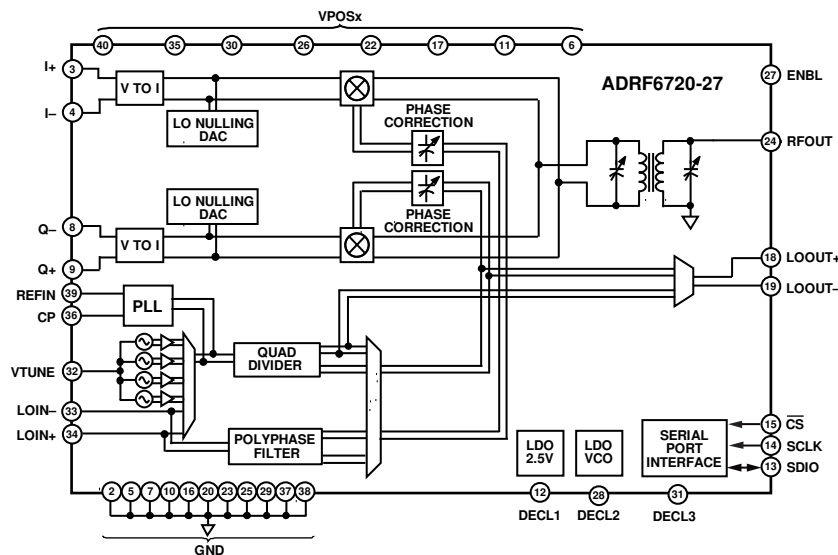 VPOSx
40 35 30 26 22 17 11 6
I+ 3
V TO I
ADRF6720-27
27 ENBL
I– 4
LO NULLING
DAC
PHASE
CORRECTION
24 RFOUT
LO NULLING
DAC
PHASE
CORRECTION
Q– 8
V TO I
Q+ 9
18 LOOUT+
19 LOOUT–
REFIN 39
CP 36
PLL
VTUNE 32
QUAD
DIVIDER
LOIN– 33
LOIN+ 34
POLYPHASE
FILTER
LDO
2.5V
LDO
VCO
SERIAL
PORT
INTERFACE
15 CS
14 SCLK
13 SDIO
2 5 7 10 16 20 23 25 29 37 38
12 28 31
DECL1 DECL2 DECL3
GND